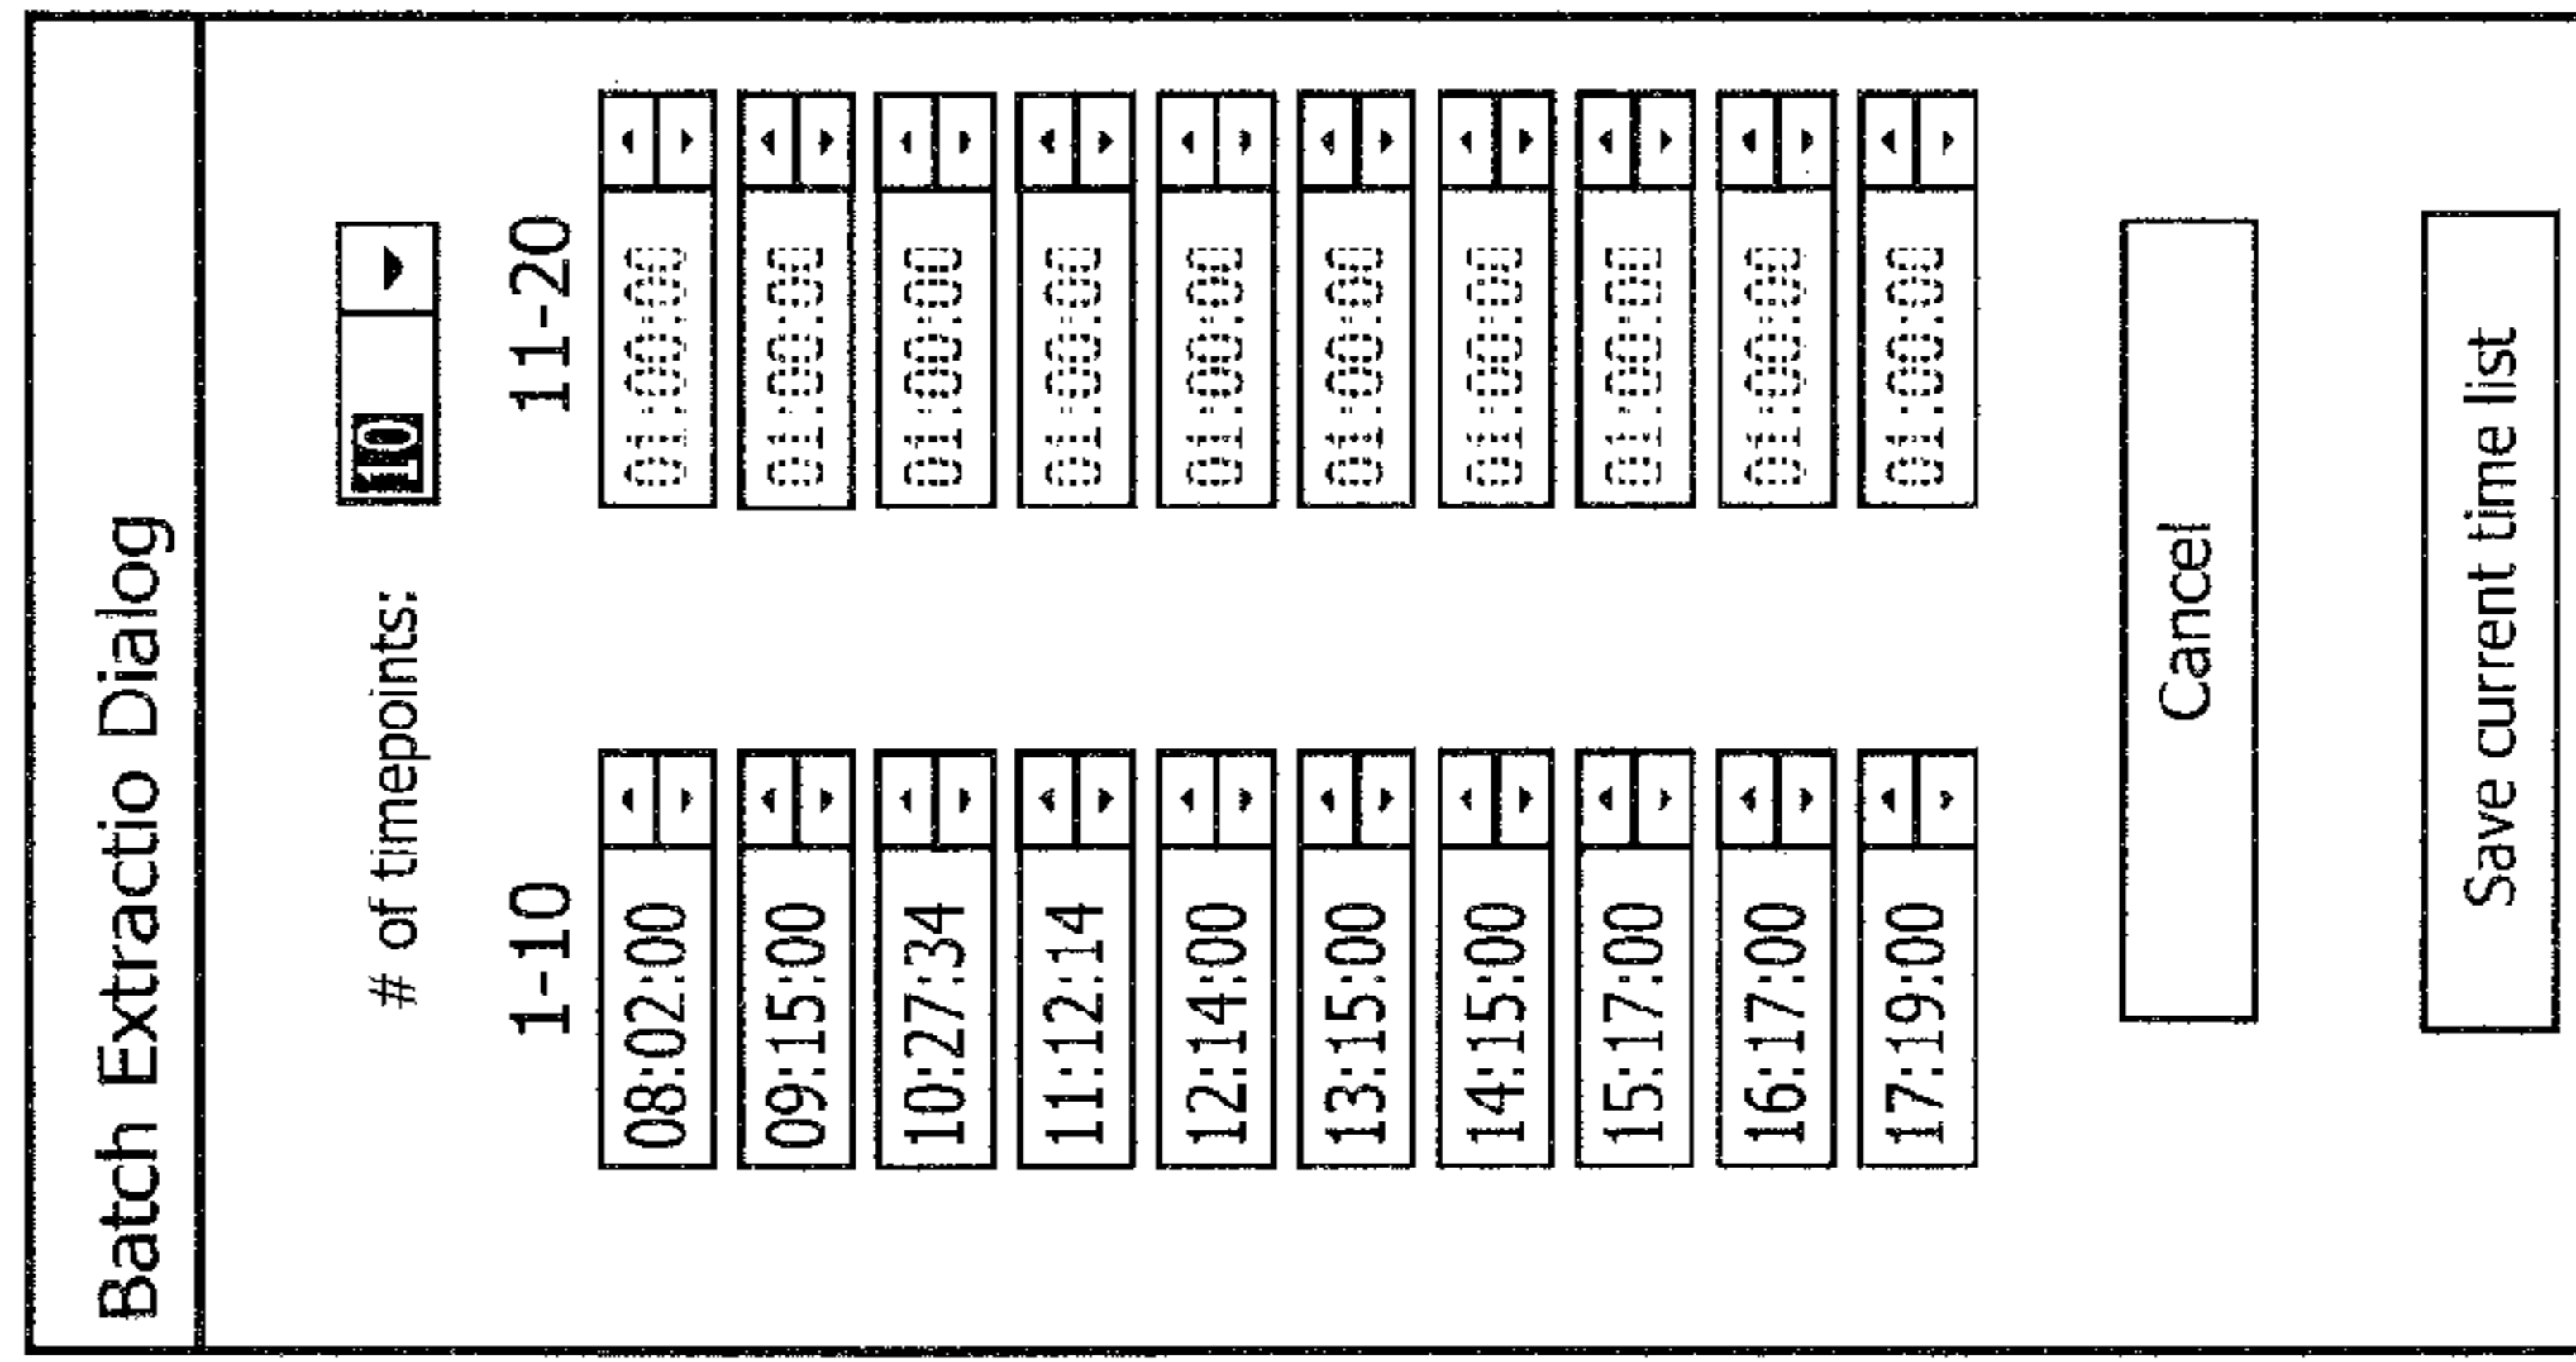 Batch Extractio Dialog
# of timepoints: 10
1-10 11-20
08:02:00 01:00:00
09:15:00 01:00:00
10:27:34 01:00:00
11:12:14 01:00:00
12:14:00 01:00:00
13:15:00 01:00:00
14:15:00 01:00:00
15:17:00 01:00:00
16:17:00 01:00:00
17:19:00 01:00:00
Cancel
Save current time list